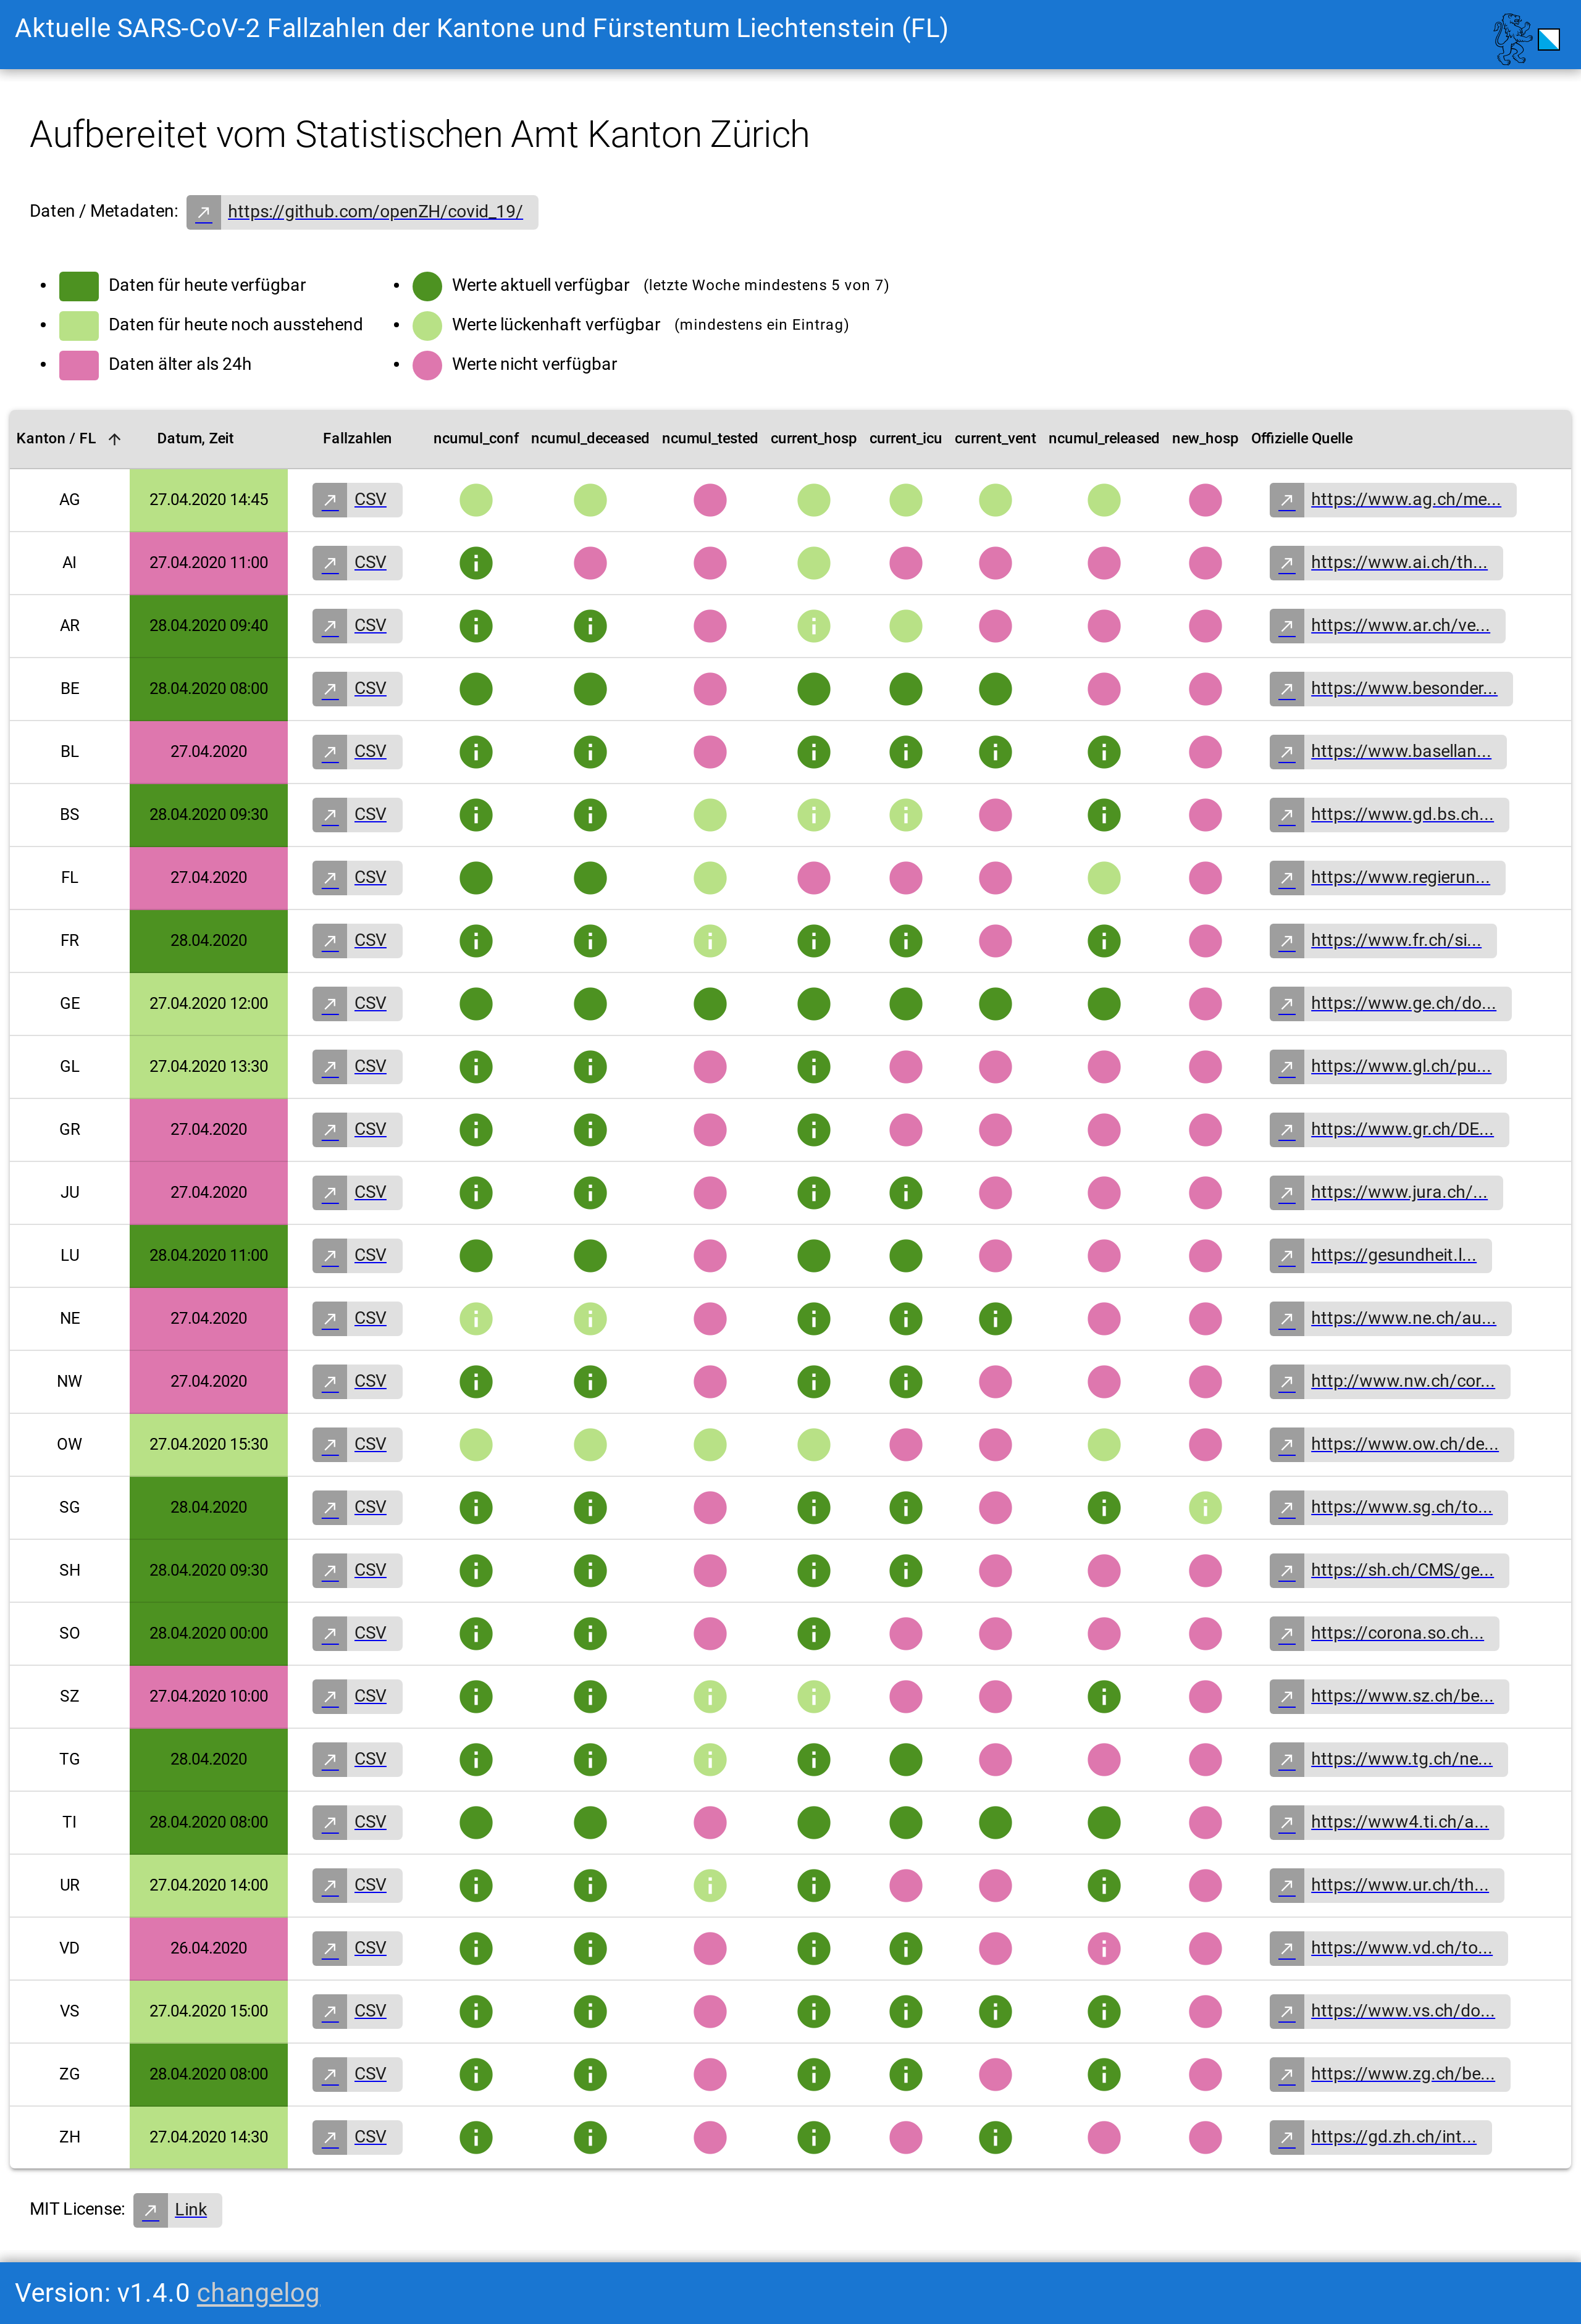 Aktuelle SARS-CoV-2 Fallzahlen der Kantone und Fürstentum Liechtenstein (FL)
Aufbereitet vom Statistischen Amt Kanton Zürich
Daten / Metadaten: https://github.com/openZH/covid_19/
Daten für heute verfügbar
Daten für heute noch ausstehend
Daten älter als 24h
Werte aktuell verfügbar (letzte Woche mindestens 5 von 7)
Werte lückenhaft verfügbar (mindestens ein Eintrag)
Werte nicht verfügbar
Kanton / FL Datum, Zeit Fallzahlen ncumul_conf ncumul_deceased ncumul_tested current_hosp current_icu current_vent ncumul_released new_hosp Offizielle Quelle
AG 27.04.2020 14:45 CSV https://www.ag.ch/me...
AI 27.04.2020 11:00 CSV https://www.ai.ch/th...
AR 28.04.2020 09:40 CSV https://www.ar.ch/ve...
BE 28.04.2020 08:00 CSV https://www.besonder...
BL 27.04.2020 CSV https://www.basellan...
BS 28.04.2020 09:30 CSV https://www.gd.bs.ch...
FL 27.04.2020 CSV https://www.regierun...
FR 28.04.2020 CSV https://www.fr.ch/si...
GE 27.04.2020 12:00 CSV https://www.ge.ch/do...
GL 27.04.2020 13:30 CSV https://www.gl.ch/pu...
GR 27.04.2020 CSV https://www.gr.ch/DE...
JU 27.04.2020 CSV https://www.jura.ch/...
LU 28.04.2020 11:00 CSV https://gesundheit.l...
NE 27.04.2020 CSV https://www.ne.ch/au...
NW 27.04.2020 CSV http://www.nw.ch/cor...
OW 27.04.2020 15:30 CSV https://www.ow.ch/de...
SG 28.04.2020 CSV https://www.sg.ch/to...
SH 28.04.2020 09:30 CSV https://sh.ch/CMS/ge...
SO 28.04.2020 00:00 CSV https://corona.so.ch...
SZ 27.04.2020 10:00 CSV https://www.sz.ch/be...
TG 28.04.2020 CSV https://www.tg.ch/ne...
TI 28.04.2020 08:00 CSV https://www4.ti.ch/a...
UR 27.04.2020 14:00 CSV https://www.ur.ch/th...
VD 26.04.2020 CSV https://www.vd.ch/to...
VS 27.04.2020 15:00 CSV https://www.vs.ch/do...
ZG 28.04.2020 08:00 CSV https://www.zg.ch/be...
ZH 27.04.2020 14:30 CSV https://gd.zh.ch/int...
MIT License: Link
Version: v1.4.0 changelog